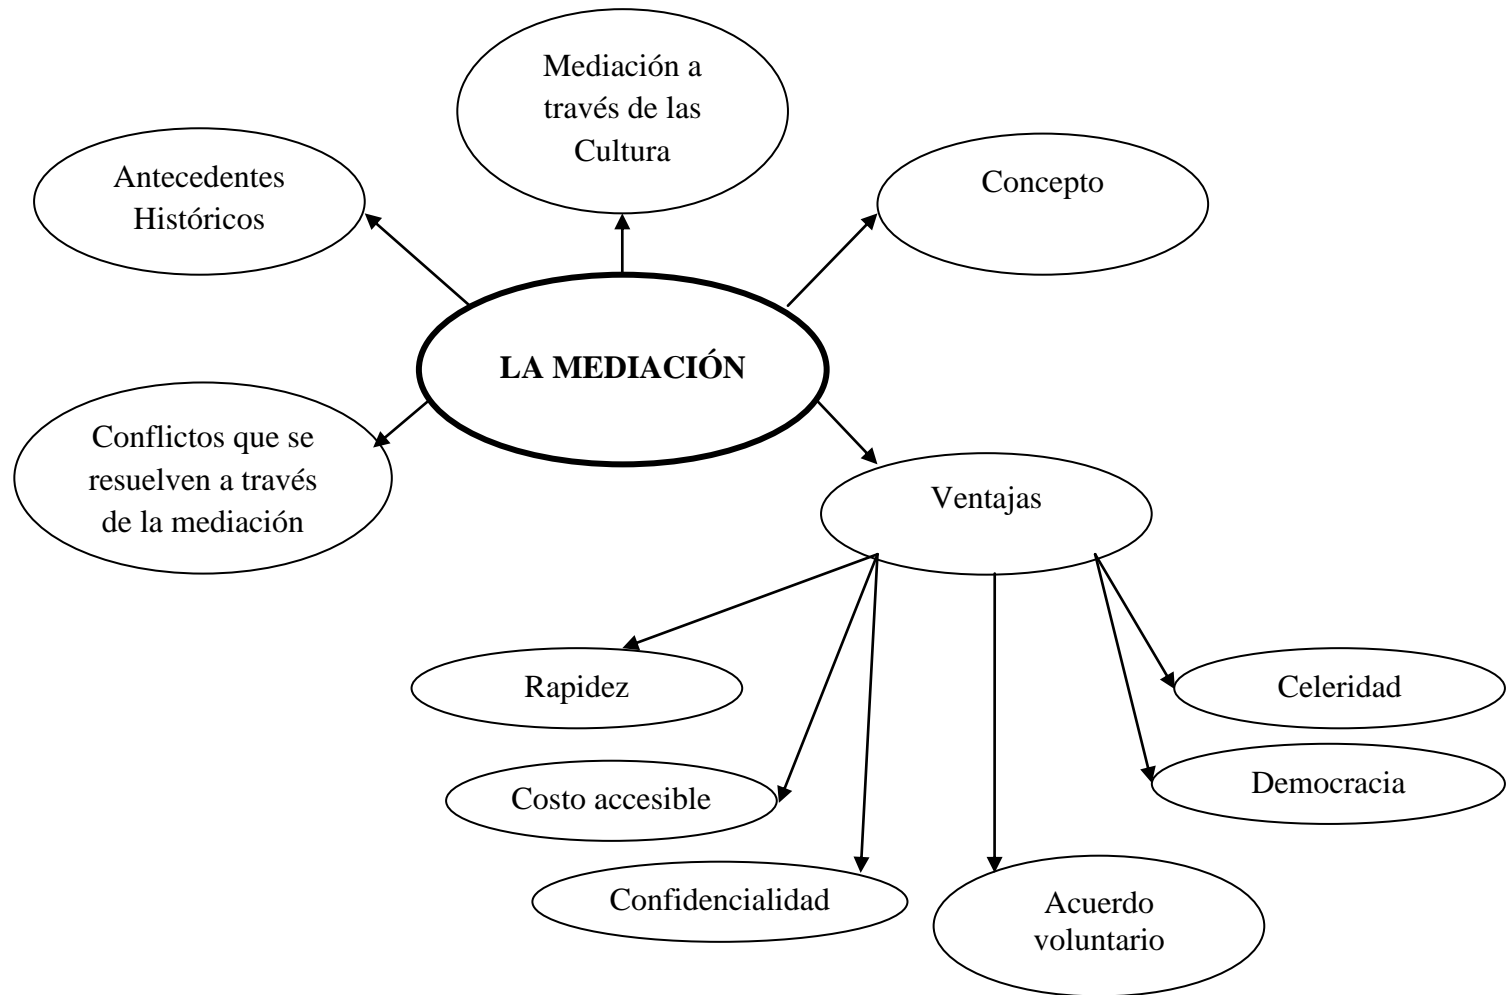 Mediación a
través de las
Cultura
Antecedentes
Históricos
Concepto
LA MEDIACIÓN
Conflictos que se
resuelven a través
de la mediación
Ventajas
Rapidez
Celeridad
Costo accesible
Democracia
Confidencialidad
Acuerdo
voluntario